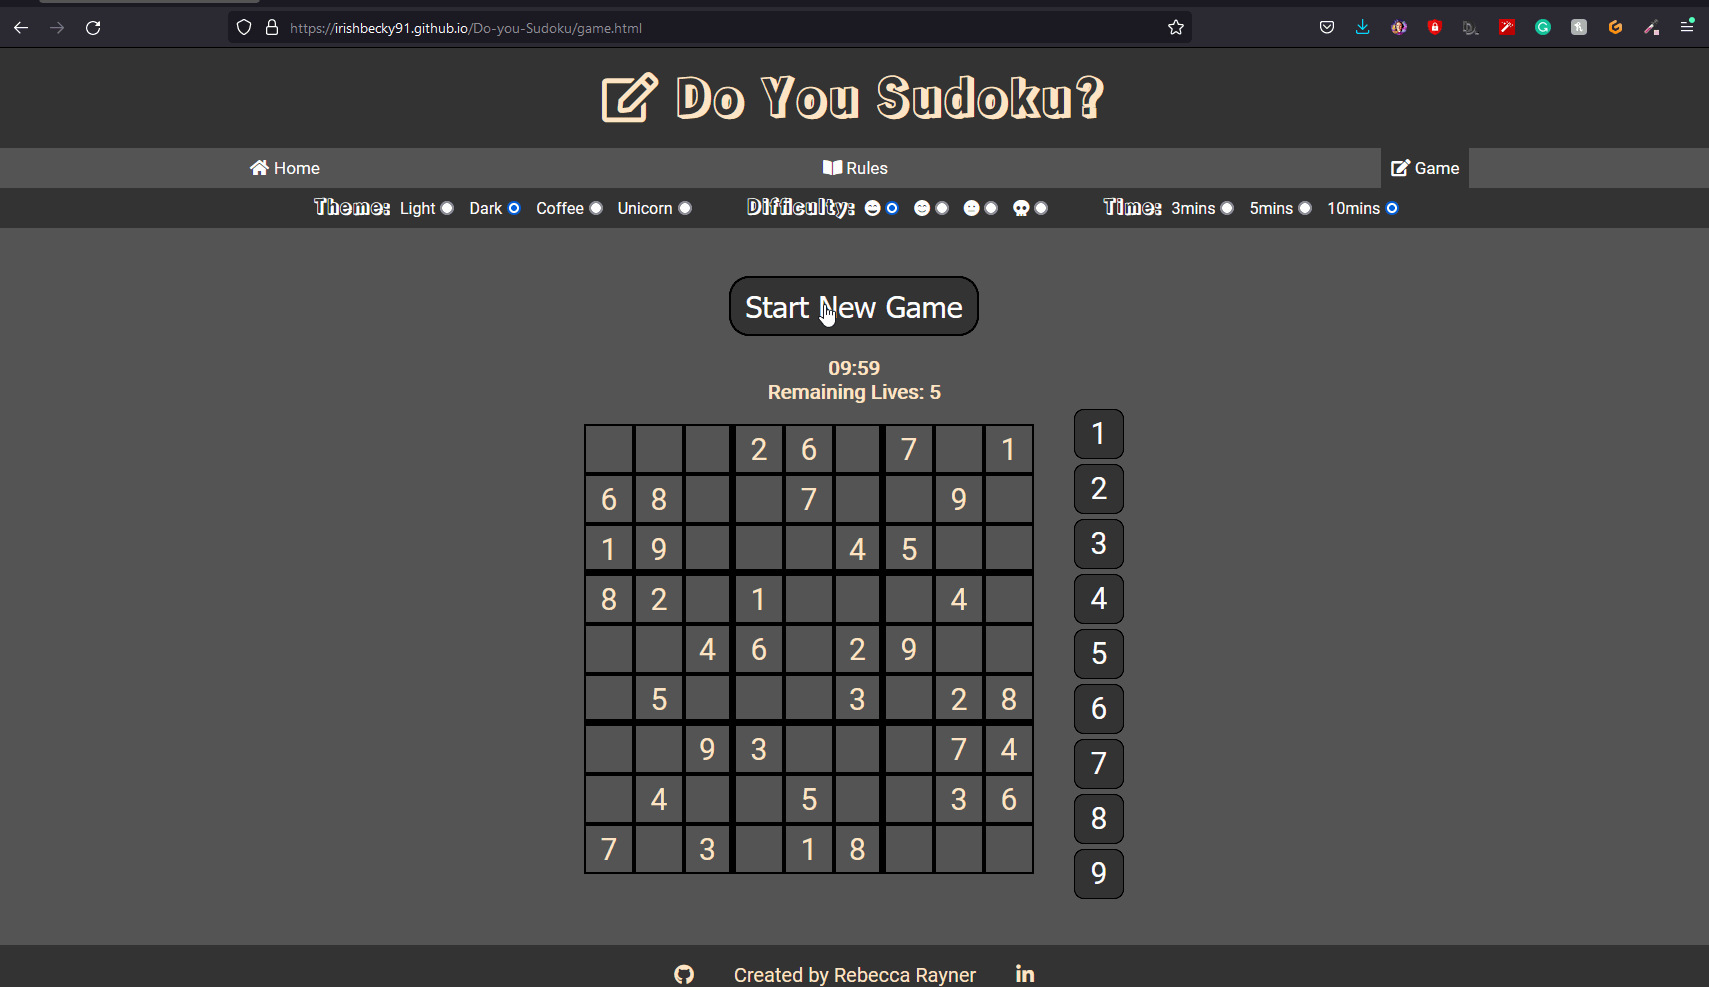 https://irishbecky91.github.io/Do-you-Sudoku/game.html
Do You Sudoku?
Home Rules Game
Theme: Light Dark Coffee Unicorn Difficulty: Time: 3mins 5mins 10mins
Start New Game
09:59
Remaining Lives: 5
2 6 7 1
6 8 7 9
1 9 4 5
8 2 1 4
4 6 2 9
5 3 2 8
9 3 7 4
4 5 3 6
7 3 1 8
1
2
3
4
5
6
7
8
9
Created by Rebecca Rayner